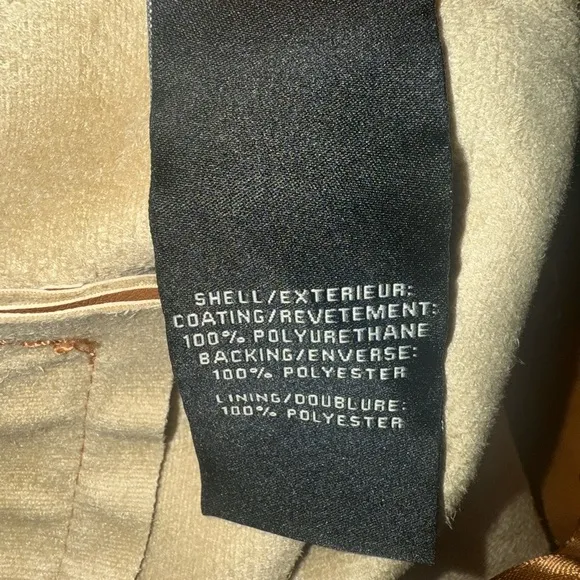 SHELL/EXTERIEUR:
COATING/REVETEMENT:
100% POLYURETHANE
BACKING/ENVERSE:
100% POLYESTER
LINING/DOUBLURE:
100% POLYESTER